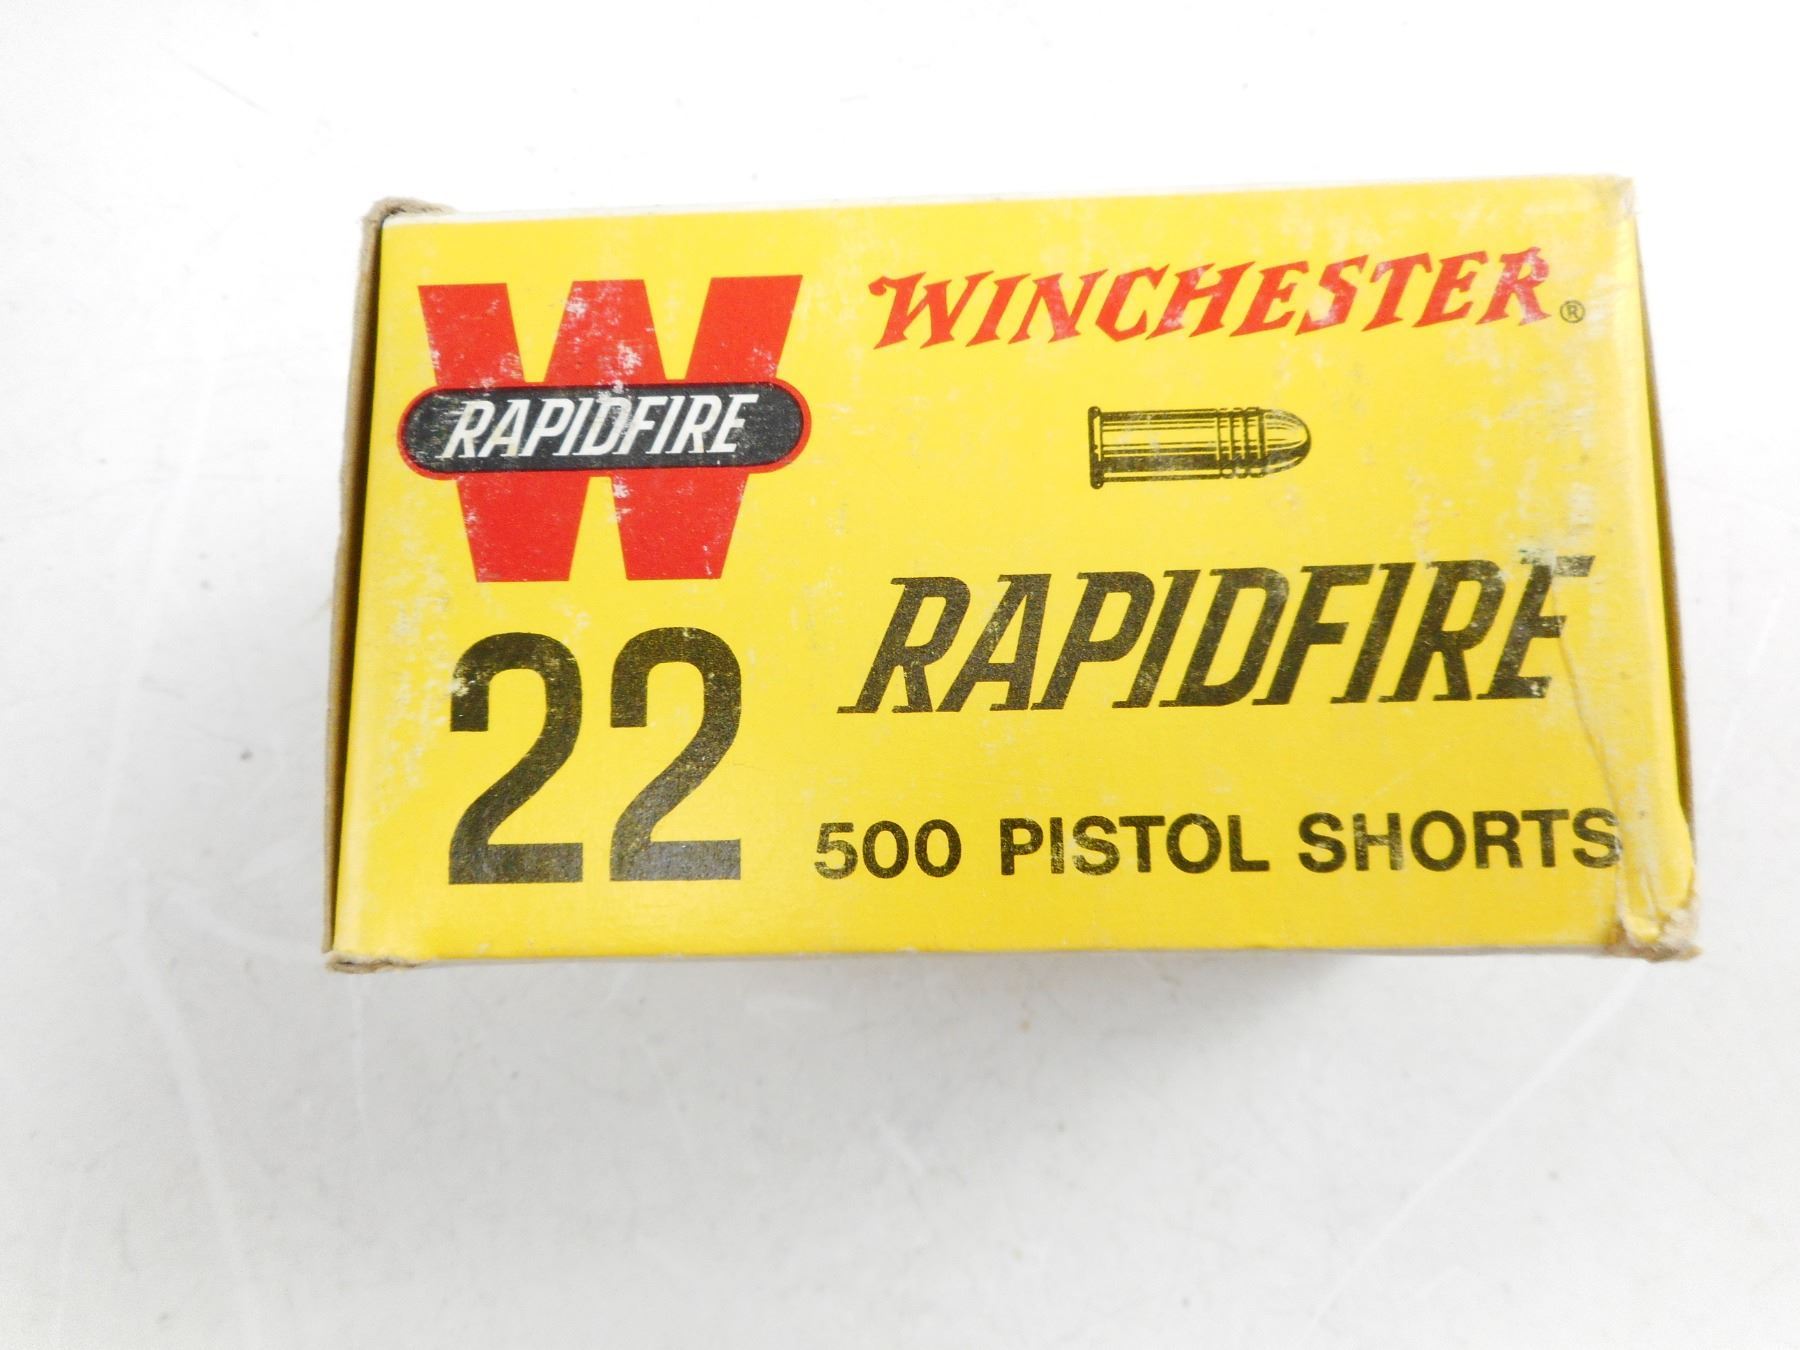 W
RAPIDFIRE
WINCHESTER®
RAPIDFIRE
22
500 PISTOL SHORTS